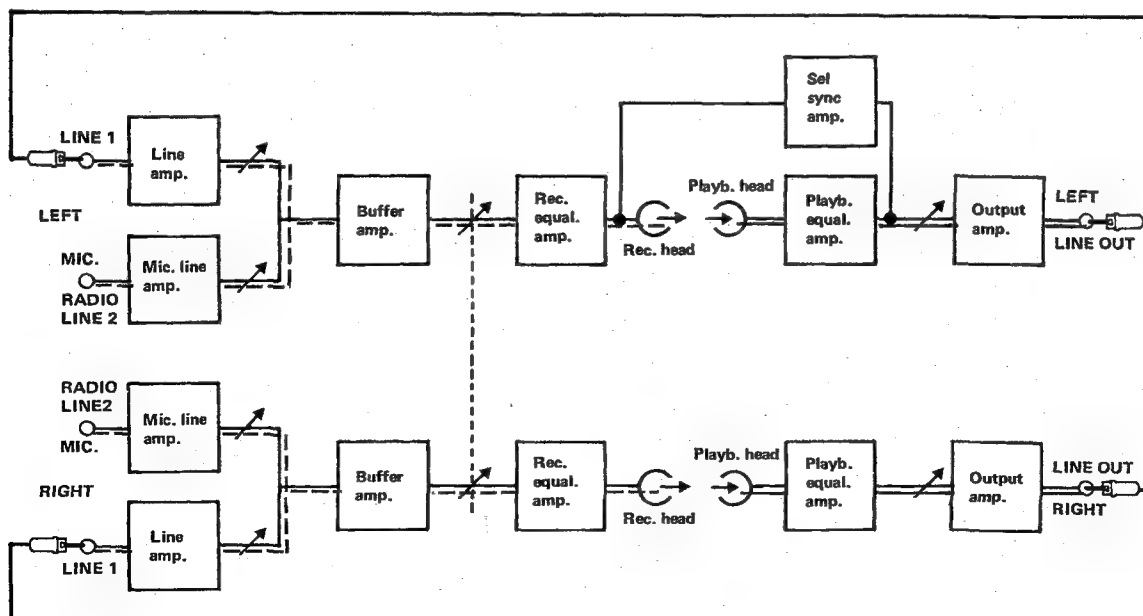 Sel
sync
amp.
LINE 1
Line
amp.
LEFT
Buffer
amp.
Rec.
equal.
amp.
Playb. head
Rec. head
Playb.
equal.
amp.
Output
amp.
LEFT
LINE OUT
MIC.
RADIO
LINE 2
Mic. line
amp.
RADIO
LINE2
MIC.
Mic. line
amp.
RIGHT
Buffer
amp.
Rec.
equal.
amp.
Playb. head
Rec. head
Playb.
equal.
amp.
Output
amp.
LINE OUT
RIGHT
LINE 1
Line
amp.